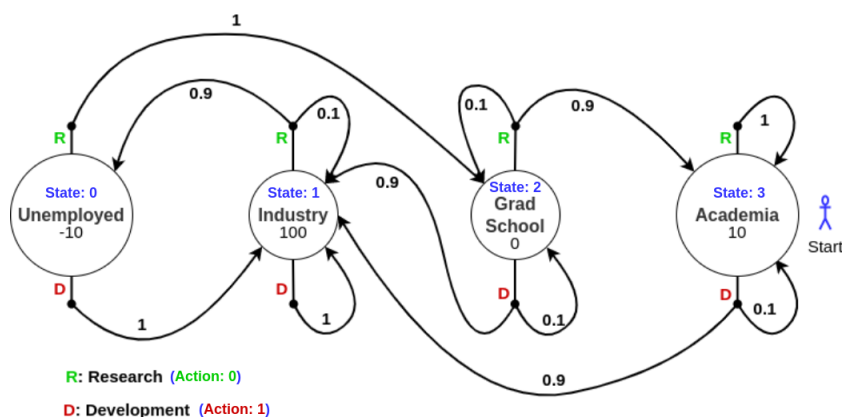 1
0.9
0.1
0.1
0.9
1
R
R
R
R
State: 0
Unemployed
-10
State: 1
Industry
100
0.9
State: 2
Grad
School
0
State: 3
Academia
10
Start
D
D
D
D
1
1
0.1
0.1
0.9
R: Research (Action: 0)
D: Development (Action: 1)